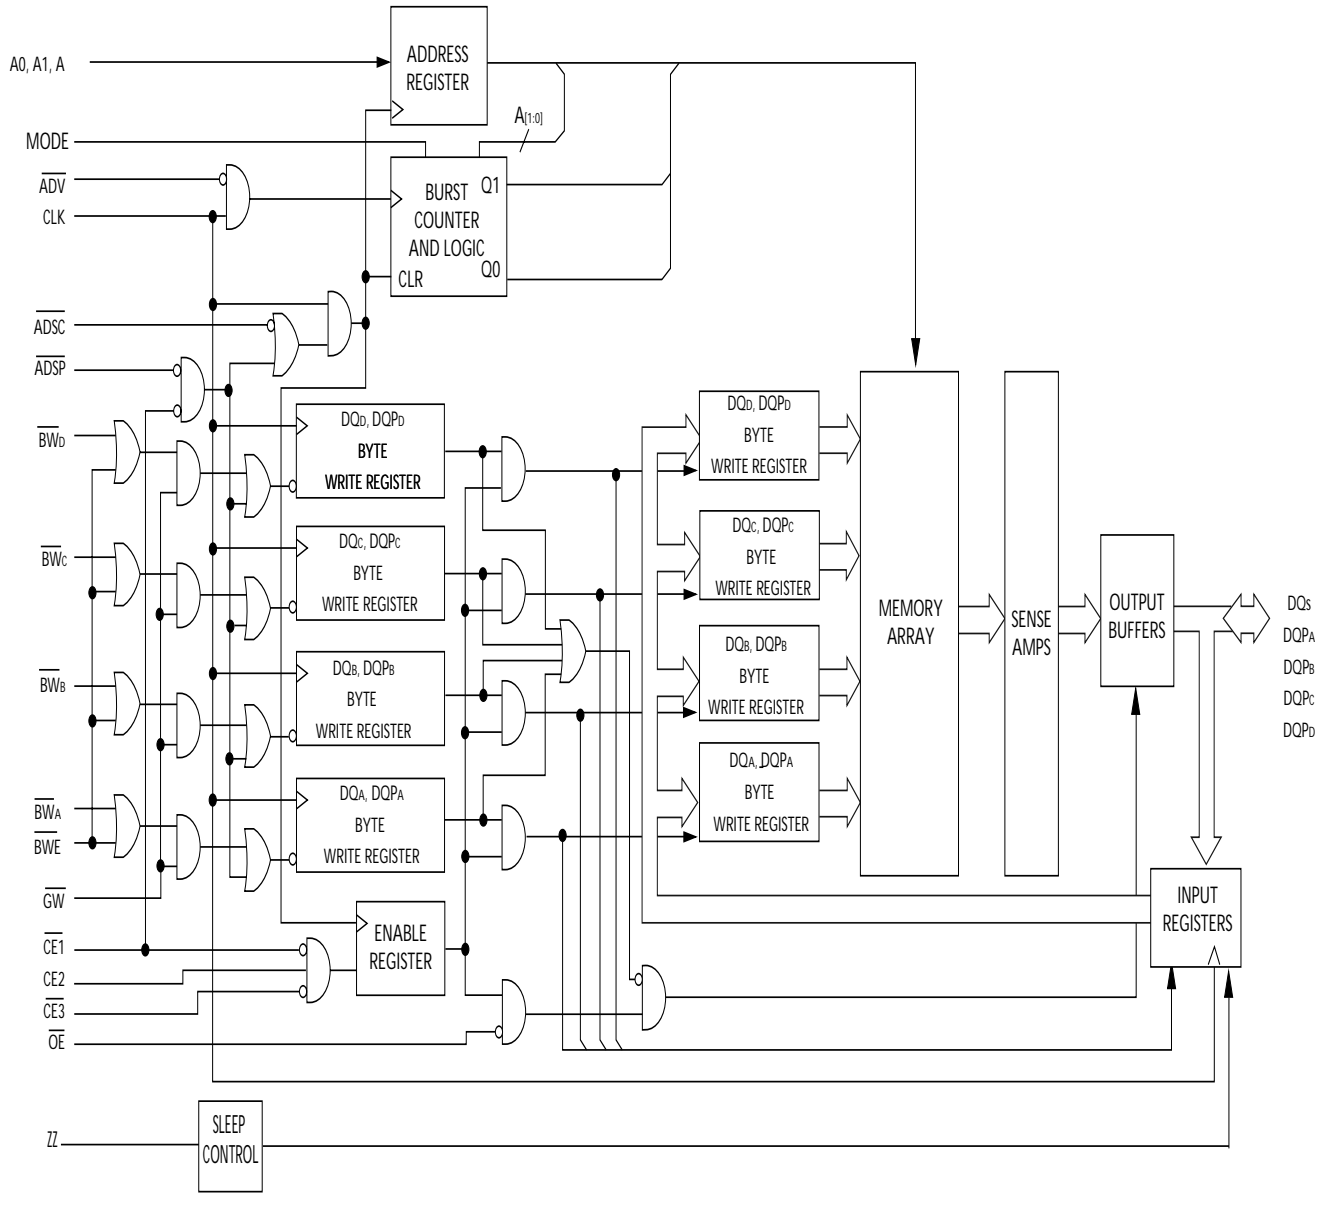 ADDRESS
REGISTER
A0, A1, A
MODE
A[1:0]
ADV
CLK
BURST
COUNTER
AND LOGIC
Q1
Q0
CLR
ADSC
ADSP
BWD
BWC
BWB
BWA
BWE
GW
CE1
CE2
CE3
OE
ZZ
DQD, DQPD
BYTE
WRITE REGISTER
DQC, DQPC
BYTE
WRITE REGISTER
DQB, DQPB
BYTE
WRITE REGISTER
DQA, DQPA
BYTE
WRITE REGISTER
ENABLE
REGISTER
SLEEP
CONTROL
DQD, DQPD
BYTE
WRITE REGISTER
DQC, DQPC
BYTE
WRITE REGISTER
DQB, DQPB
BYTE
WRITE REGISTER
DQA, DQPA
BYTE
WRITE REGISTER
MEMORY
ARRAY
SENSE
AMPS
OUTPUT
BUFFERS
INPUT
REGISTERS
DQs
DQPA
DQPB
DQPC
DQPD